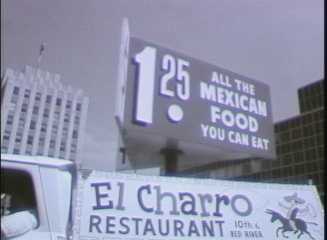 1.25
ALL THE
MEXICAN
FOOD
YOU CAN EAT
El Charro
RESTAURANT
10th &
RED RIVER